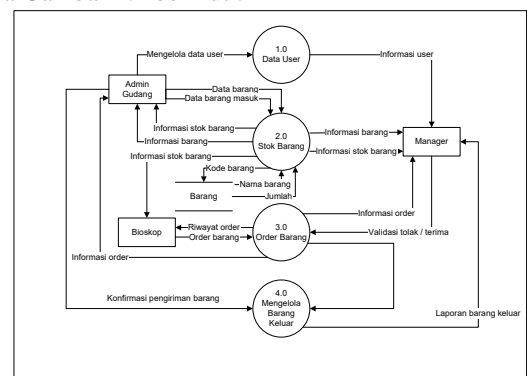 1.0
Data User
Mengelola data user
Informasi user
Admin
Gudang
Data barang
Data barang masuk
Informasi stok barang
Informasi barang
Informasi stok barang
2.0
Stok Barang
Informasi barang
Informasi stok barang
Manager
Kode barang
Nama barang
Barang
Jumlah
Informasi order
Bioskop
Riwayat order
Order barang
3.0
Order Barang
Validasi tolak / terima
Informasi order
4.0
Mengelola
Barang
Keluar
Konfirmasi pengiriman barang
Laporan barang keluar